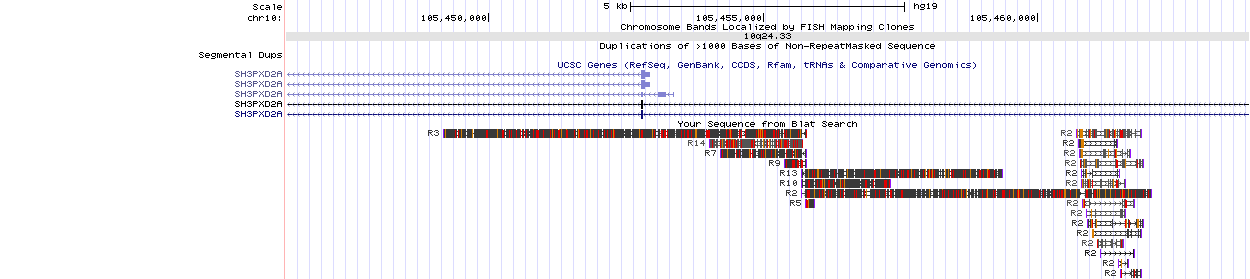 Scale 5 kb hg19
chr10: 105,450,000 105,455,000 105,460,000
Chromosome Bands Localized by FISH Mapping Clones
10q24.33
Duplications of >1000 Bases of Non-RepeatMasked Sequence
Segmental Dups
UCSC Genes (RefSeq, GenBank, CCDS, Rfam, tRNAs & Comparative Genomics)
SH3PXD2A
SH3PXD2A
SH3PXD2A
SH3PXD2A
SH3PXD2A
Your Sequence from Blat Search
R3 R2
R14 R2
R7 R2
R9 R2
R13 R2
R10 R2
R2
R5 R2
R2
R2
R2
R2
R2
R2
R2